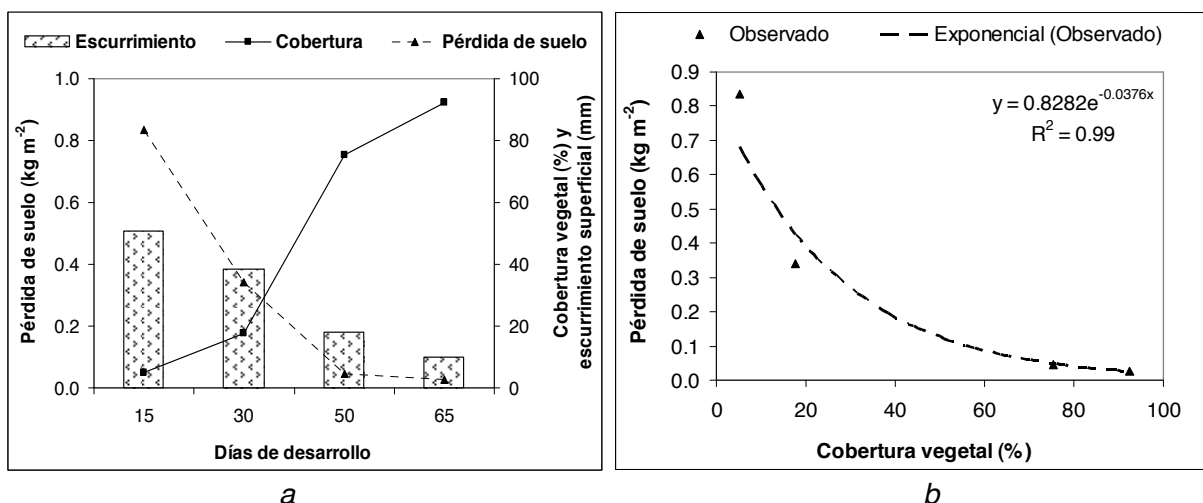 Escurrimiento Cobertura Pérdida de suelo
Pérdida de suelo (kg m-2)
1.0
0.8
0.6
0.4
0.2
0.0
100
80
60
40
20
0
Cobertura vegetal (%) y
escurrimiento superficial (mm)
15 30 50 65
Días de desarrollo
a
Observado Exponencial (Observado)
y = 0.8282e-0.0376x
R2 = 0.99
Pérdida de suelo (kg m-2)
0.9
0.8
0.7
0.6
0.5
0.4
0.3
0.2
0.1
0.0
0 20 40 60 80 100
Cobertura vegetal (%)
b